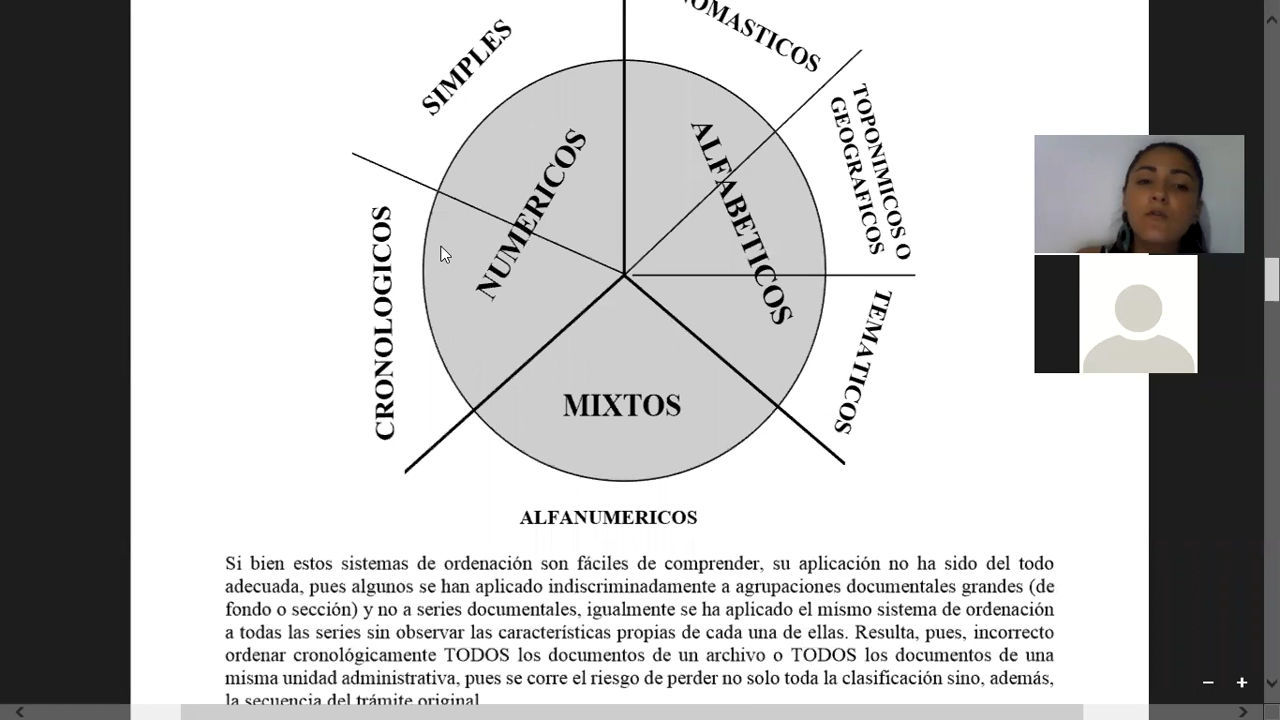 SIMPLES
NUMERICOS
CRONOLOGICOS
ALFABETICOS
TOPONIMICOS O
GEOGRAFICOS
TEMATICOS
MIXTOS
ALFANUMERICOS
Si bien estos sistemas de ordenación son fáciles de comprender, su aplicación no ha sido del todo
adecuada, pues algunos se han aplicado indiscriminadamente a agrupaciones documentales grandes (de
fondo o sección) y no a series documentales, igualmente se ha aplicado el mismo sistema de ordenación
a todas las series sin observar las características propias de cada una de ellas. Resulta, pues, incorrecto
ordenar cronológicamente TODOS los documentos de un archivo o TODOS los documentos de una
misma unidad administrativa, pues se corre el riesgo de perder no solo toda la clasificación sino, además,
la secuencia del trámite original